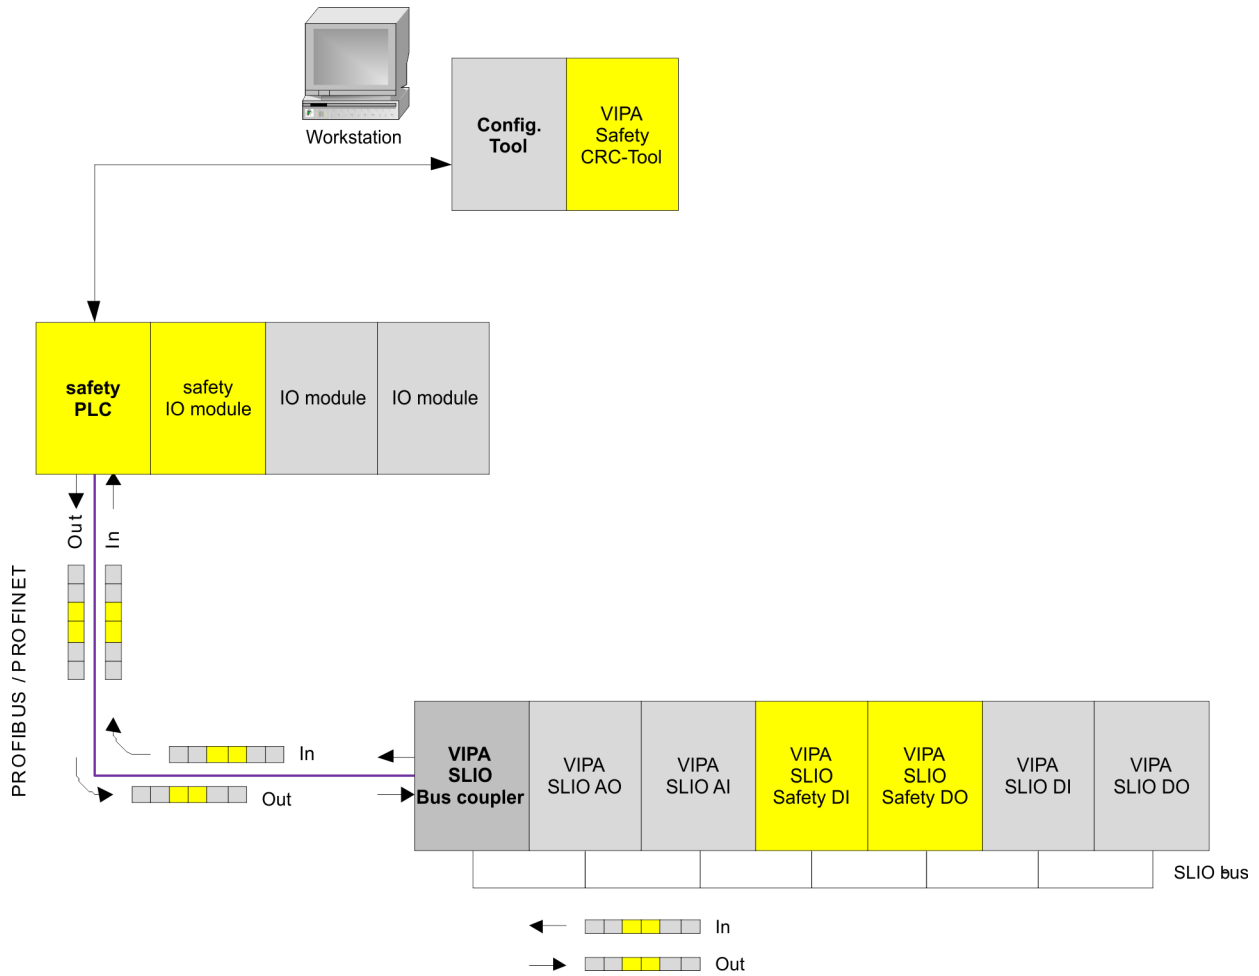 Workstation
Config.
Tool
VIPA
Safety
CRC-Tool
safety
PLC
safety
IO module
IO module
IO module
Out
In
PROFIBUS / PROFINET
In
Out
VIPA
SLIO
Bus coupler
VIPA
SLIO AO
VIPA
SLIO AI
VIPA
SLIO
Safety DI
VIPA
SLIO
Safety DO
VIPA
SLIO DI
VIPA
SLIO DO
SLIO bus
In
Out